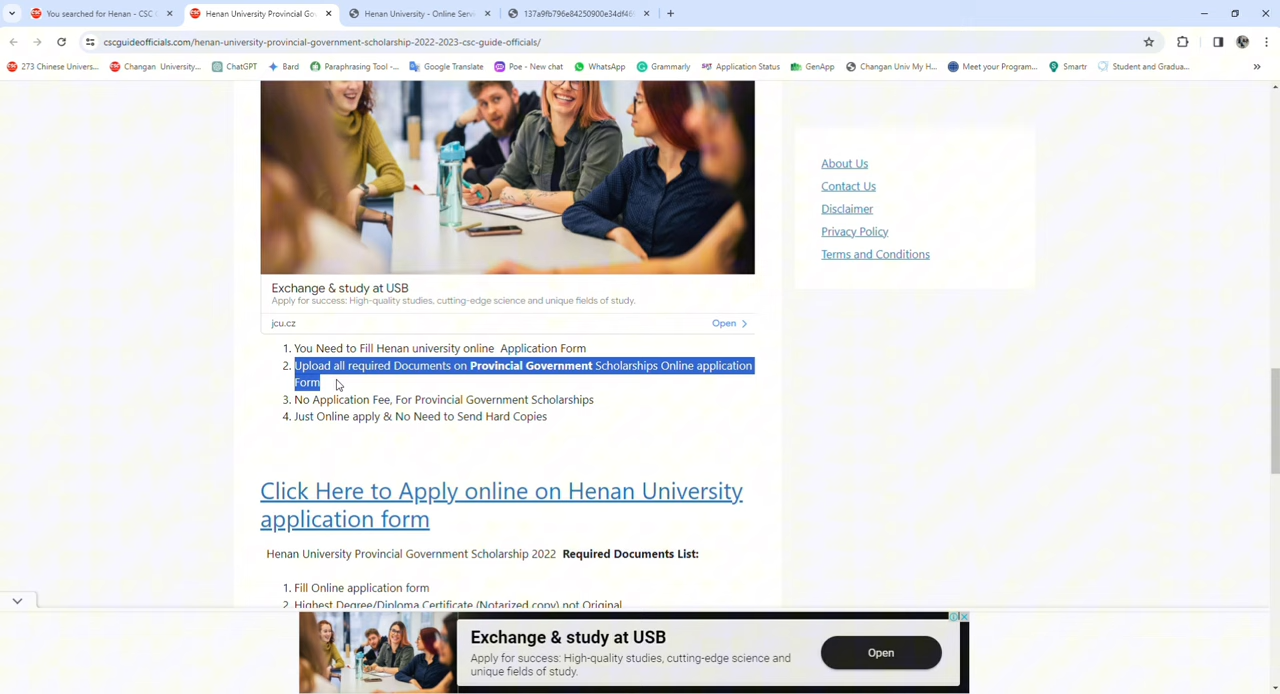 You searched for Henan - CSC G
Henan University Provincial Go
Henan University - Online Serv
137a9fb796e84250900e34df46
cscguideofficials.com/henan-university-provincial-government-scholarship-2022-2023-csc-guide-officials/
273 Chinese Univers... Changan University... ChatGPT Bard Paraphrasing Tool -... Google Translate Poe - New chat WhatsApp Grammarly Application Status GenApp Changan Univ My H... Meet your Program... Smartr Student and Gradua...
Exchange & study at USB
Apply for success: High-quality studies, cutting-edge science and unique fields of study.
jcu.cz Open
1. You Need to Fill Henan university online Application Form
2. Upload all required Documents on Provincial Government Scholarships Online application
Form
3. No Application Fee, For Provincial Government Scholarships
4. Just Online apply & No Need to Send Hard Copies
Click Here to Apply online on Henan University
application form
Henan University Provincial Government Scholarship 2022 Required Documents List:
1. Fill Online application form
2. Highest Degree/Diploma Certificate (Notarized copy) not Original
About Us
Contact Us
Disclaimer
Privacy Policy
Terms and Conditions
Exchange & study at USB
Apply for success: High-quality studies, cutting-edge science and
unique fields of study.
Open